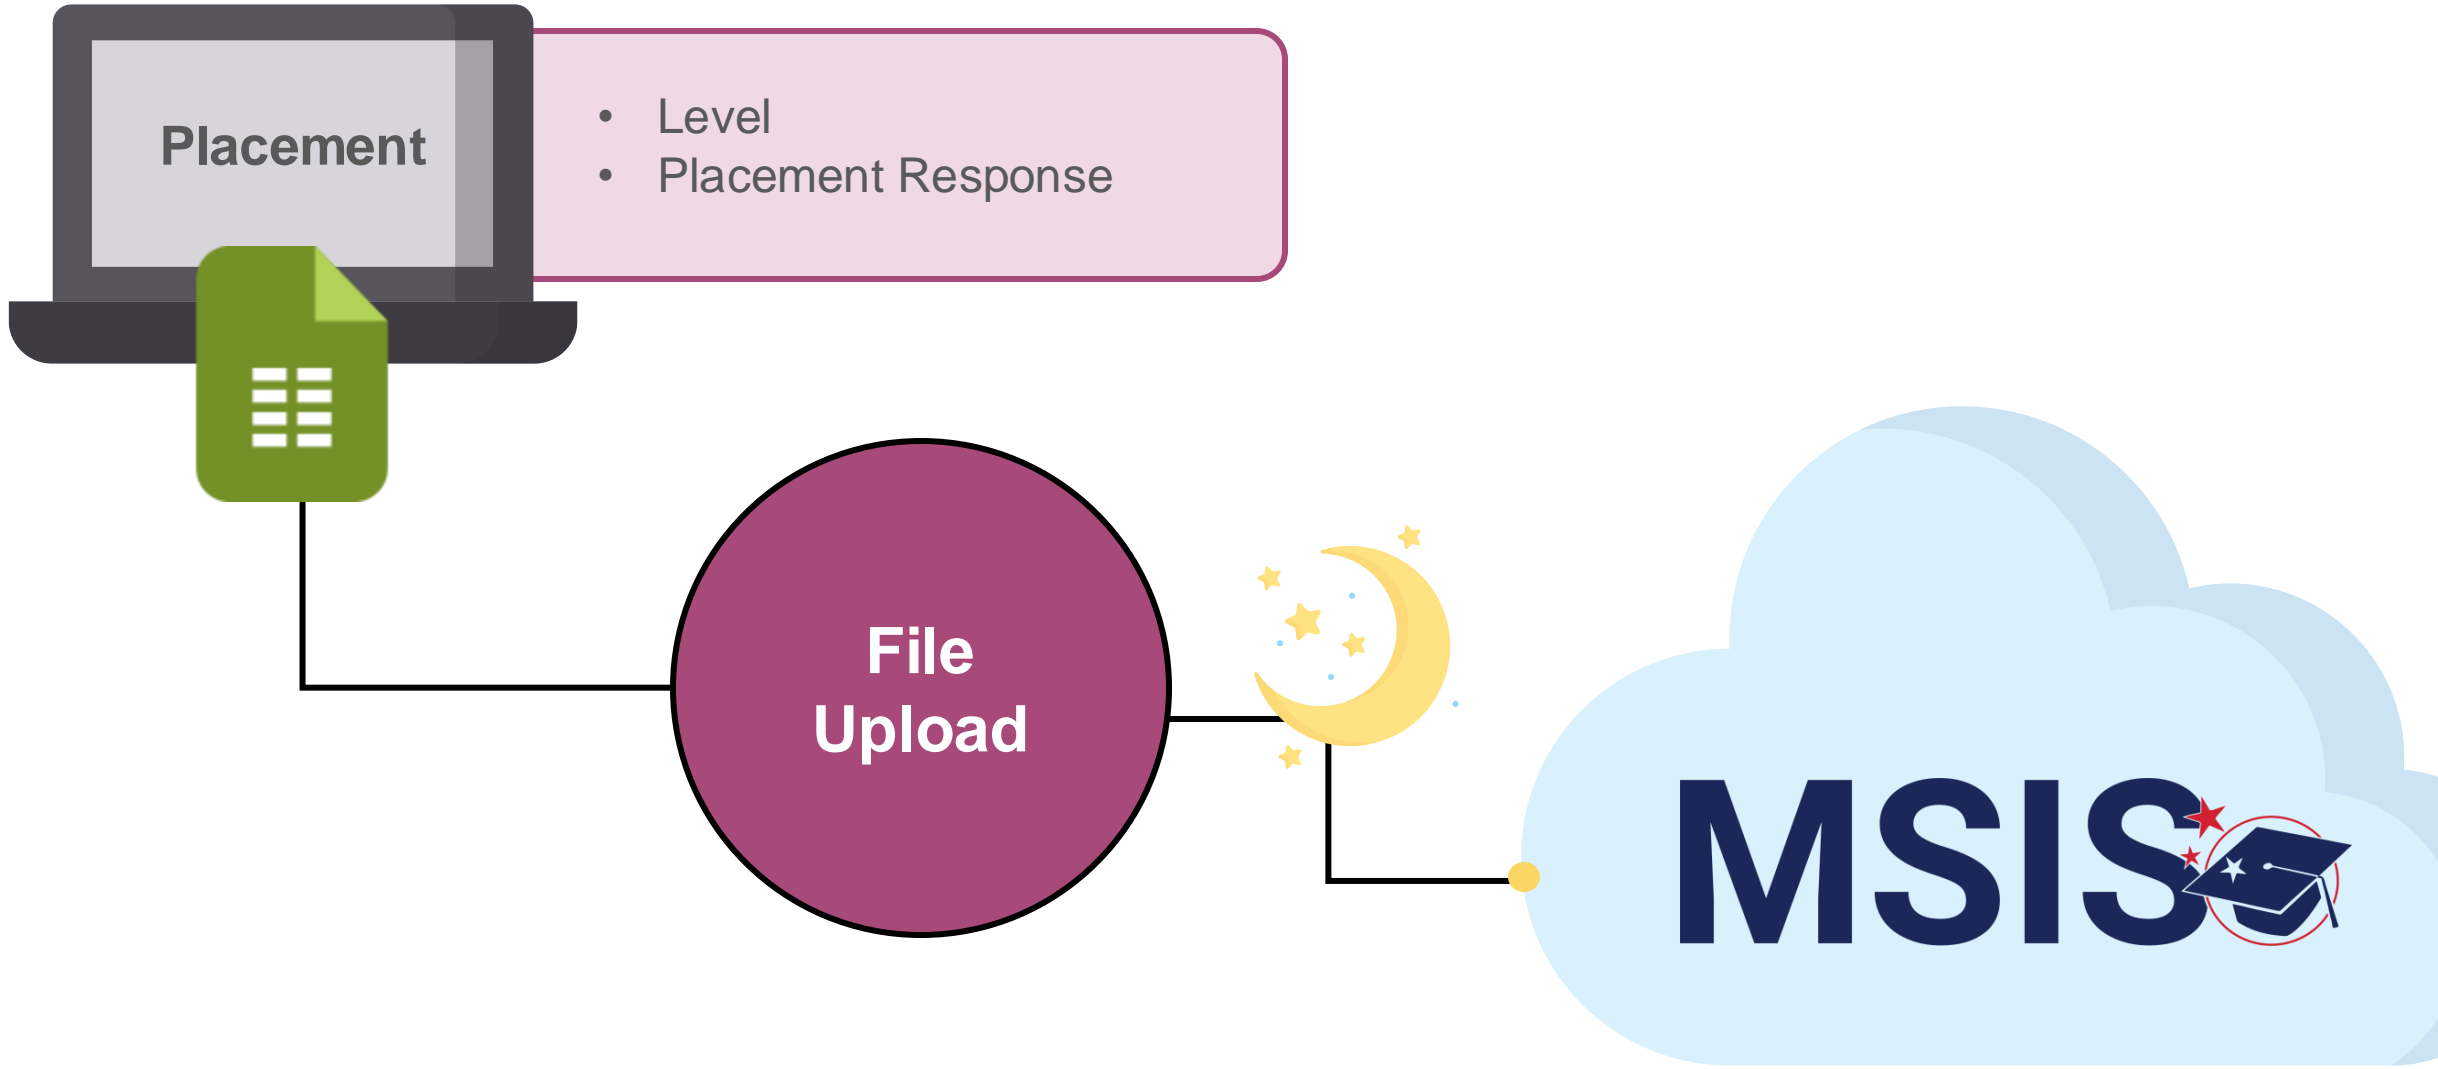 Placement
• Level
• Placement Response
File
Upload
MSIS